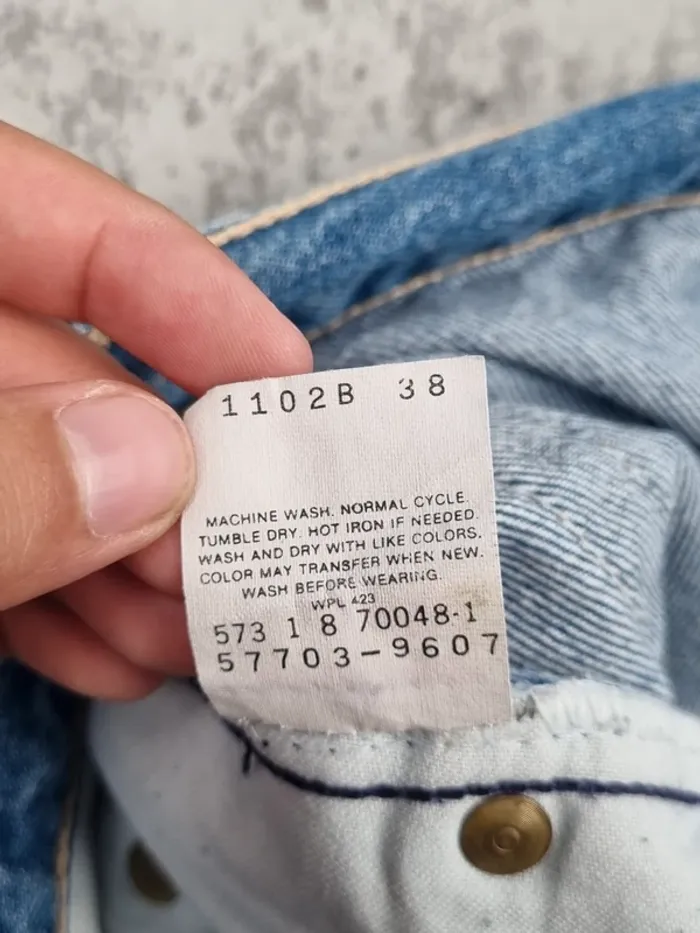 1102B 38
MACHINE WASH. NORMAL CYCLE.
TUMBLE DRY. HOT IRON IF NEEDED.
WASH AND DRY WITH LIKE COLORS.
COLOR MAY TRANSFER WHEN NEW.
WASH BEFORE WEARING.
WPL 423
573 1 8 70048-1
57703-9607